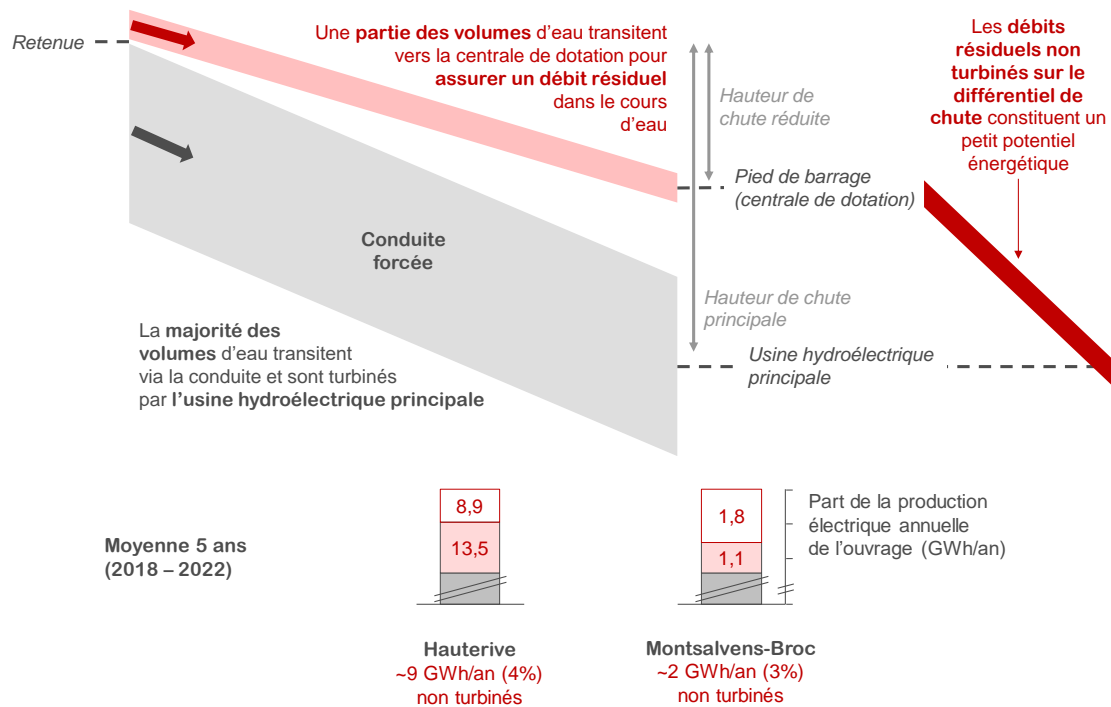 Retenue
Une partie des volumes d’eau transitent
vers la centrale de dotation pour
assurer un débit résiduel
dans le cours
d’eau
Hauteur de
chute réduite
Les débits
résiduels non
turbinés sur le
différentiel de
chute constituent un
petit potentiel
énergétique
Pied de barrage
(centrale de dotation)
Conduite
forcée
Hauteur de chute
principale
La majorité des
volumes d’eau transitent
via la conduite et sont turbinés
par l’usine hydroélectrique principale
Usine hydroélectrique
principale
Moyenne 5 ans
(2018 – 2022)
8,9
13,5
1,8
1,1
Part de la production
électrique annuelle
de l’ouvrage (GWh/an)
Hauterive
~9 GWh/an (4%)
non turbinés
Montsalvens-Broc
~2 GWh/an (3%)
non turbinés